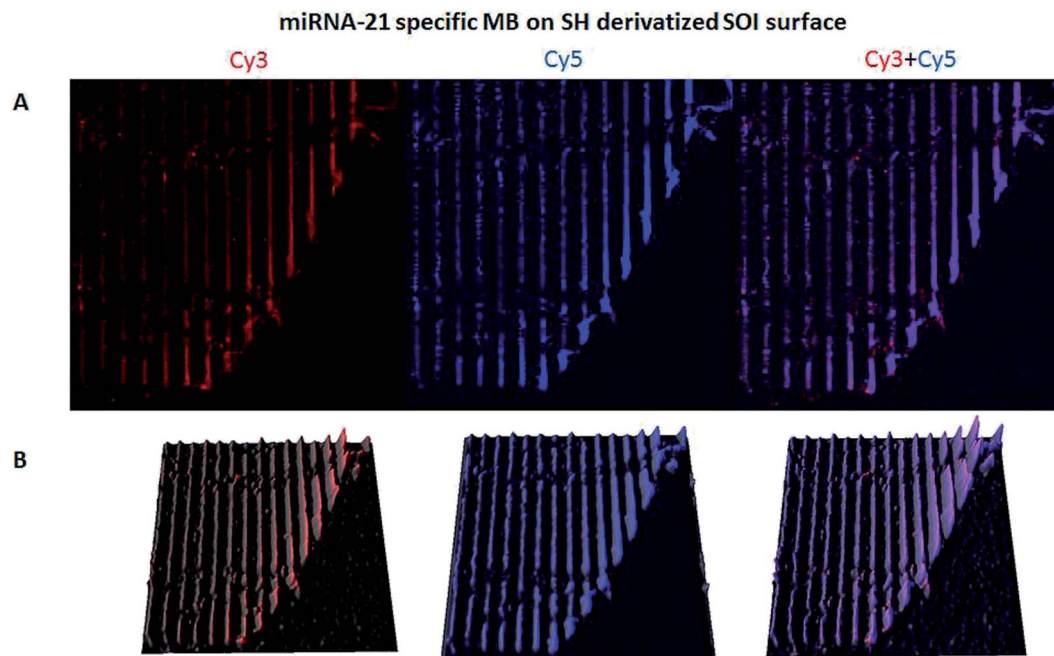 miRNA-21 specific MB on SH derivatized SOI surface
Cy3
Cy5
Cy3+Cy5
A
B